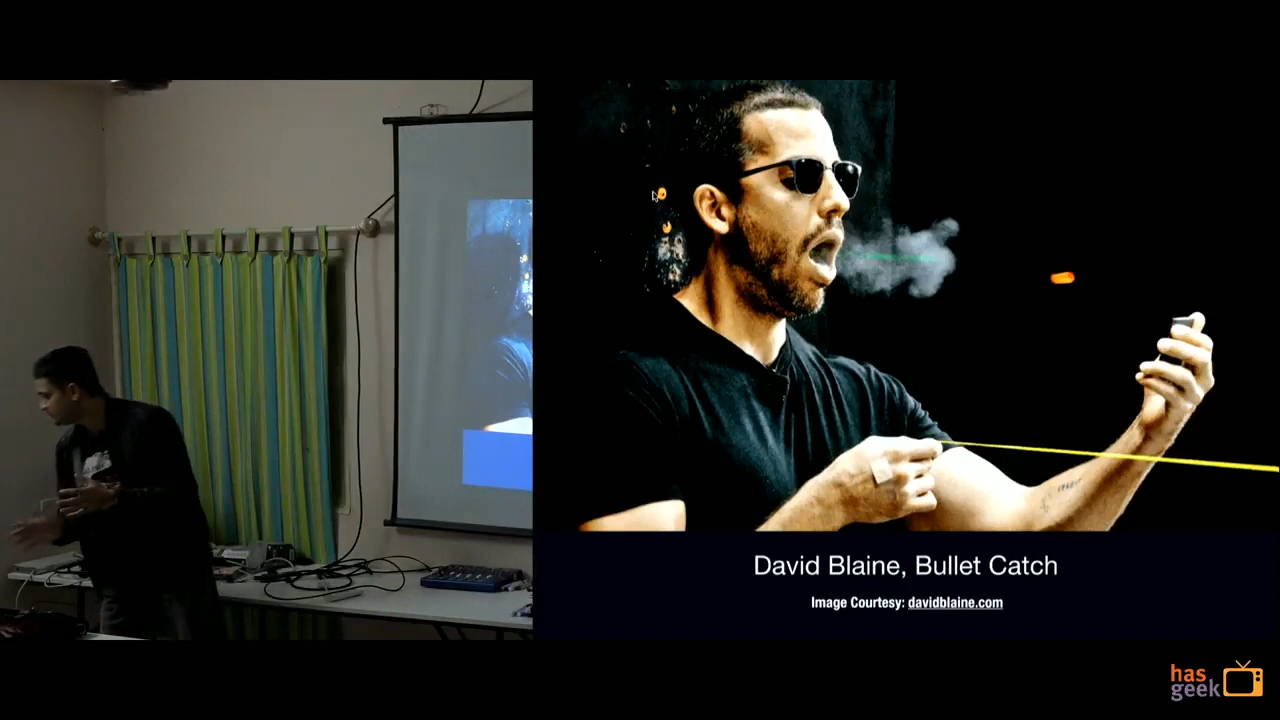 David Blaine, Bullet Catch
Image Courtesy: davidblaine.com
has
geek